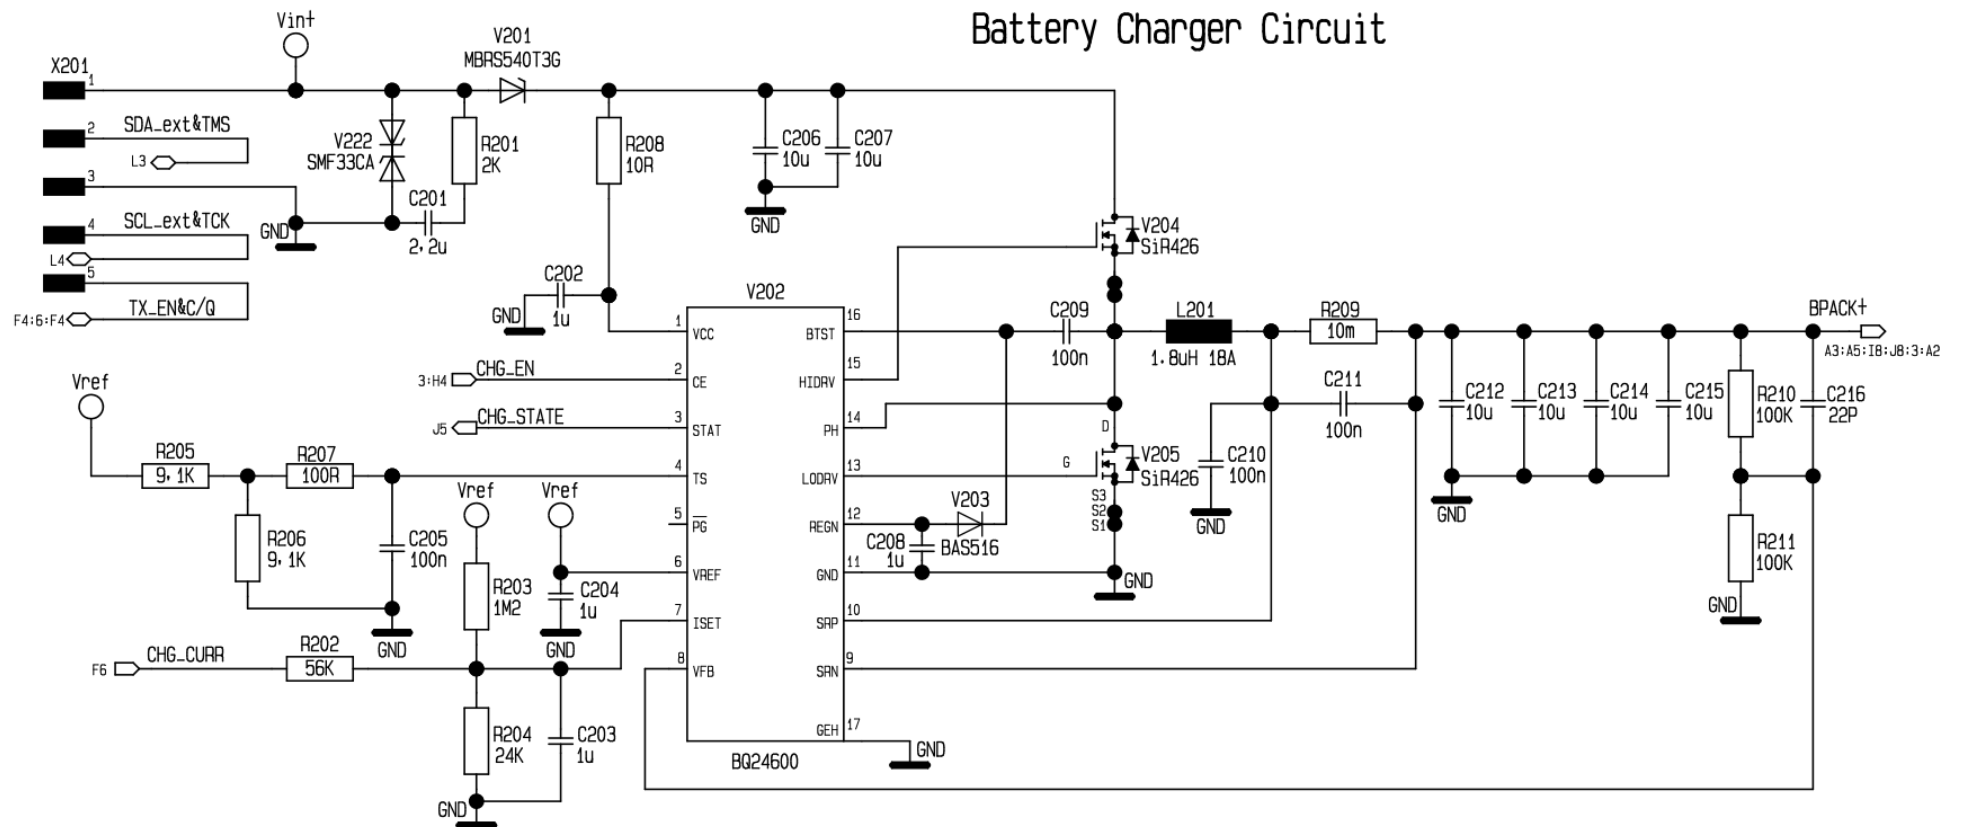 Battery Charger Circuit
Vin+
X201
1
2
SDA_ext&TMS
L3
3
4
SCL_ext&TCK
GND
L4
5
TX_EN&C/Q
F4:6:F4
V201
MBRS540T3G
V222
SMF33CA
R201
2K
C201
2,2u
R208
10R
C206
10u
C207
10u
GND
C202
1u
GND
V204
SiR426
V202
BQ24600
1
VCC
2
CE
3
STAT
4
TS
5
PG
6
VREF
7
ISET
8
VFB
16
BTST
15
HIDRV
14
PH
13
LODRV
12
REGN
11
GND
10
SRP
9
SRN
17
GEH
GND
3:H4
CHG_EN
J5
CHG_STATE
Vref
R205
9,1K
R207
100R
R206
9,1K
C205
100n
GND
Vref
Vref
R203
1M2
C204
1u
GND
F6
CHG_CURR
R202
56K
R204
24K
C203
1u
GND
C209
100n
L201
1.8uH 18A
R209
10m
BPACK+
A3:A5:I8:J8:3:A2
D
G
V205
SiR426
S3
S2
S1
C208
1u
V203
BAS516
GND
C210
100n
GND
C211
100n
C212
10u
C213
10u
C214
10u
C215
10u
GND
R210
100K
C216
22P
R211
100K
GND